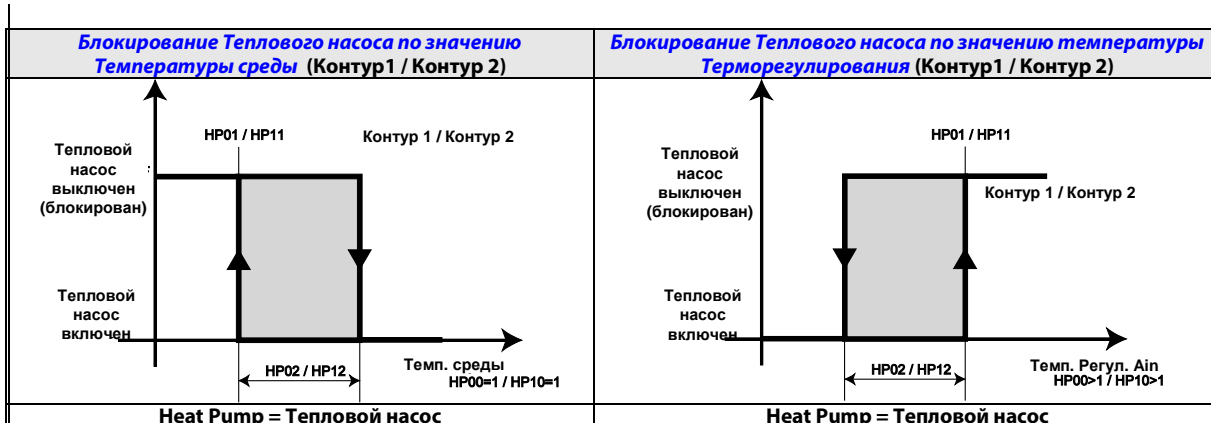 Блокирование Теплового насоса по значению
Температуры среды (Контур1 / Контур 2)
HP01 / HP11
Контур 1 / Контур 2
Тепловой
насос
выключен
(блокирован)
Тепловой
насос
включен
HP02 / HP12
Темп. среды
HP00=1 / HP10=1
Heat Pump = Тепловой насос
Блокирование Теплового насоса по значению температуры
Терморегулирования (Контур1 / Контур 2)
HP01 / HP11
Тепловой
насос
выключен
(блокирован)
Контур 1 / Контур 2
Тепловой
насос
включен
HP02 / HP12
Темп. Регул. Ain
HP00>1 / HP10>1
Heat Pump = Тепловой насос